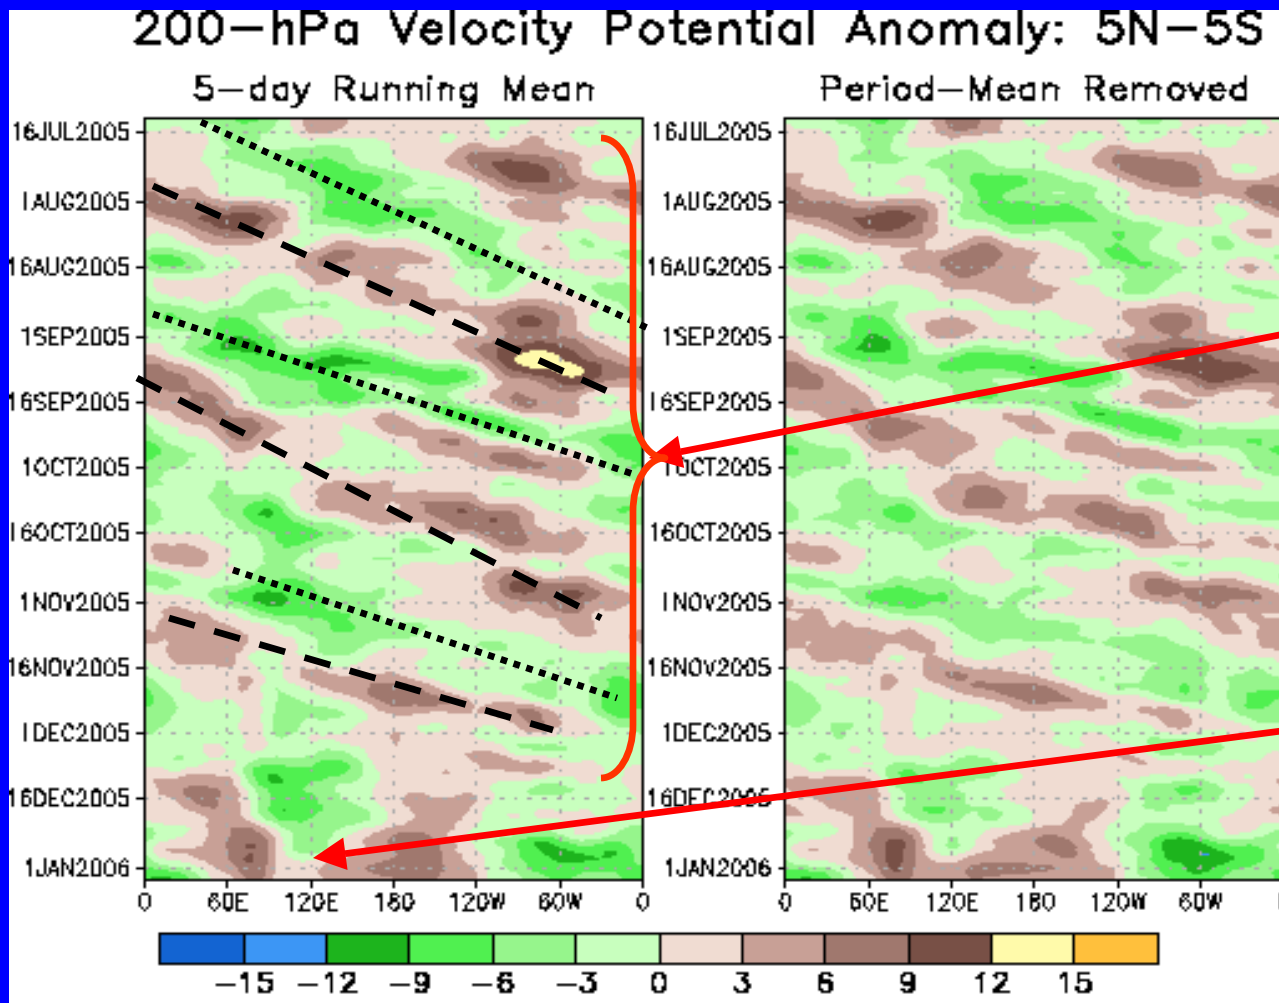 200-hPa Velocity Potential Anomaly: 5N-5S
5-day Running Mean
Period-Mean Removed
16JUL2005
1AUG2005
16AUG2005
1SEP2005
16SEP2005
1OCT2005
16OCT2005
1NOV2005
16NOV2005
1DEC2005
16DEC2005
1JAN2006
0 60E 120E 180 120W 60W 0
16JUL2005
1AUG2005
16AUG2005
1SEP2005
16SEP2005
OCT2005
16OCT2005
1NOV2005
16NOV2005
1DEC2005
16DEC2005
1JAN2006
0 60E 120E 180 120W 60W
-15 -12 -9 -6 -3 0 3 6 9 12 15